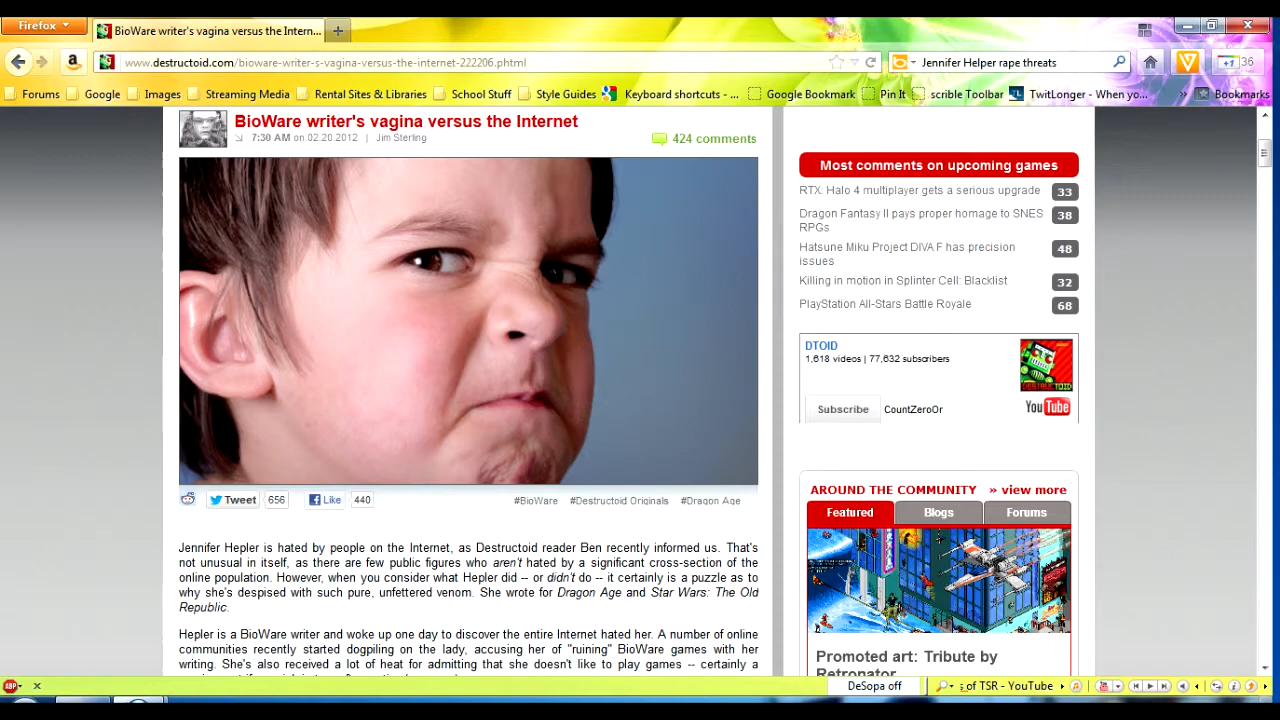 Firefox
BioWare writer's vagina versus the Intern...
www.destructoid.com/bioware-writer-s-vagina-versus-the-internet-222206.phtml
Jennifer Helper rape threats
+1 36
Forums Google Images Streaming Media Rental Sites & Libraries School Stuff Style Guides Keyboard shortcuts - ... Google Bookmark Pin It scrible Toolbar TwitLonger - When yo... » Bookmarks
BioWare writer's vagina versus the Internet
7:30 AM on 02.20.2012 | Jim Sterling
424 comments
#BioWare #Destructoid Originals #Dragon Age
Tweet 656 Like 440
Jennifer Hepler is hated by people on the Internet, as Destructoid reader Ben recently informed us. That's
not unusual in itself, as there are few public figures who aren't hated by a significant cross-section of the
online population. However, when you consider what Hepler did -- or didn't do -- it certainly is a puzzle as to
why she's despised with such pure, unfettered venom. She wrote for Dragon Age and Star Wars: The Old
Republic.
Hepler is a BioWare writer and woke up one day to discover the entire Internet hated her. A number of online
communities recently started dogpiling on the lady, accusing her of "ruining" BioWare games with her
writing. She's also received a lot of heat for admitting that she doesn't like to play games -- certainly a
Most comments on upcoming games
RTX: Halo 4 multiplayer gets a serious upgrade 33
Dragon Fantasy II pays proper homage to SNES
RPGs 38
Hatsune Miku Project DIVA F has precision
issues 48
Killing in motion in Splinter Cell: Blacklist 32
PlayStation All-Stars Battle Royale 68
DTOID
1,618 videos | 77,632 subscribers
DESTRUCTOID
Subscribe CountZeroOr
YouTube
AROUND THE COMMUNITY » view more
Featured Blogs Forums
Promoted art: Tribute by
Retronator
ABP
DeSopa off
of TSR - YouTube